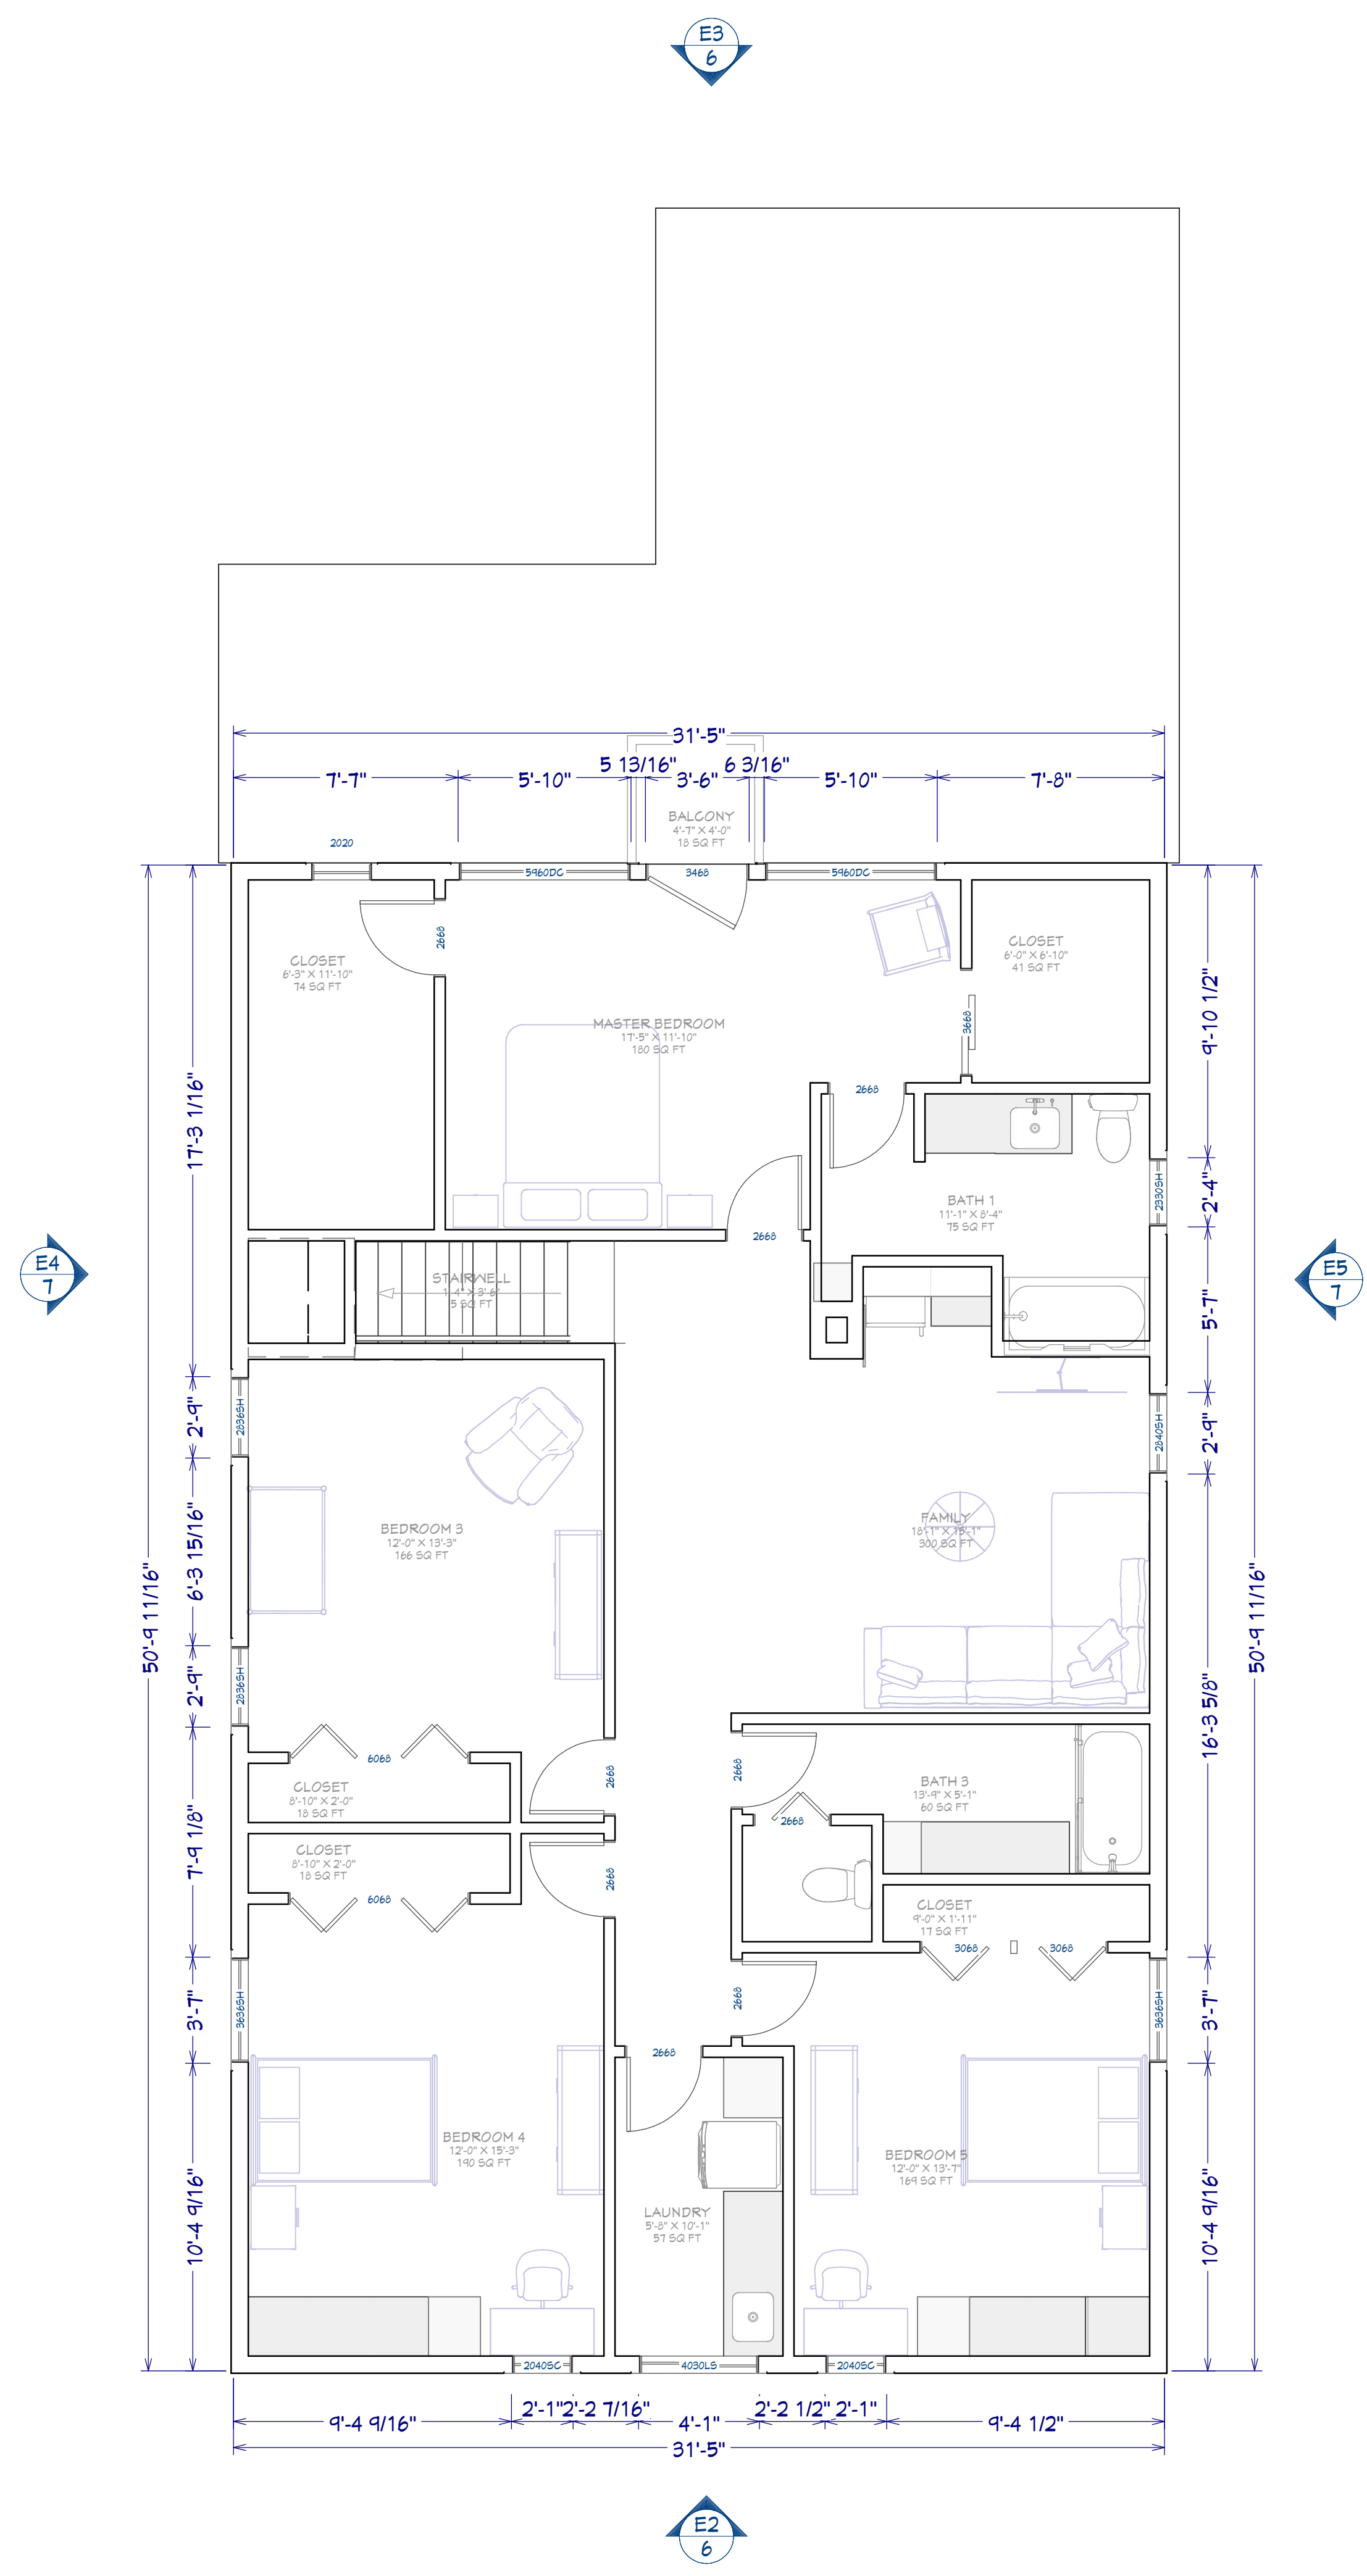 E3
6
31'-5"
5 13/16" 6 3/16"
7'-7" 5'-10" 3'-6" 5'-10" 7'-8"
BALCONY
4'-7" X 4'-0"
18 SQ FT
2020
5960DC 3468 5960DC
2668
CLOSET
6'-3" X 11'-10"
74 SQ FT
CLOSET
6'-0" X 6'-10"
41 SQ FT
9'-10 1/2"
3668
MASTER BEDROOM
17'-5" X 11'-10"
180 SQ FT
17'-3 1/16"
2668
2330SH
2'-4"
BATH 1
11'-1" X 8'-4"
75 SQ FT
2668
E4
7
STAIRWELL
5 SQ FT
5'-7"
E5
7
2'-9"
2836SH
2840SH
2'-9"
BEDROOM 3
12'-0" X 13'-3"
166 SQ FT
FAMILY
18'-1" X 15'-1"
300 SQ FT
6'-3 15/16"
50'-9 11/16"
50'-9 11/16"
2'-9"
2836SH
16'-3 5/8"
6068
2668
2668
CLOSET
8'-10" X 2'-0"
18 SQ FT
BATH 3
13'-9" X 5'-1"
60 SQ FT
2668
7'-9 1/8"
CLOSET
8'-10" X 2'-0"
18 SQ FT
2668
6068
CLOSET
9'-0" X 1'-11"
17 SQ FT
3068 3068
3'-7"
3636SH
2668
3636SH
3'-7"
2668
BEDROOM 4
12'-0" X 15'-3"
190 SQ FT
BEDROOM 5
12'-0" X 13'-7"
169 SQ FT
10'-4 9/16"
10'-4 9/16"
LAUNDRY
5'-8" X 10'-1"
57 SQ FT
2040SC 4030LS 2040SC
2'-1" 2'-2 7/16" 2'-2 1/2" 2'-1"
9'-4 9/16" 4'-1" 9'-4 1/2"
31'-5"
E2
6